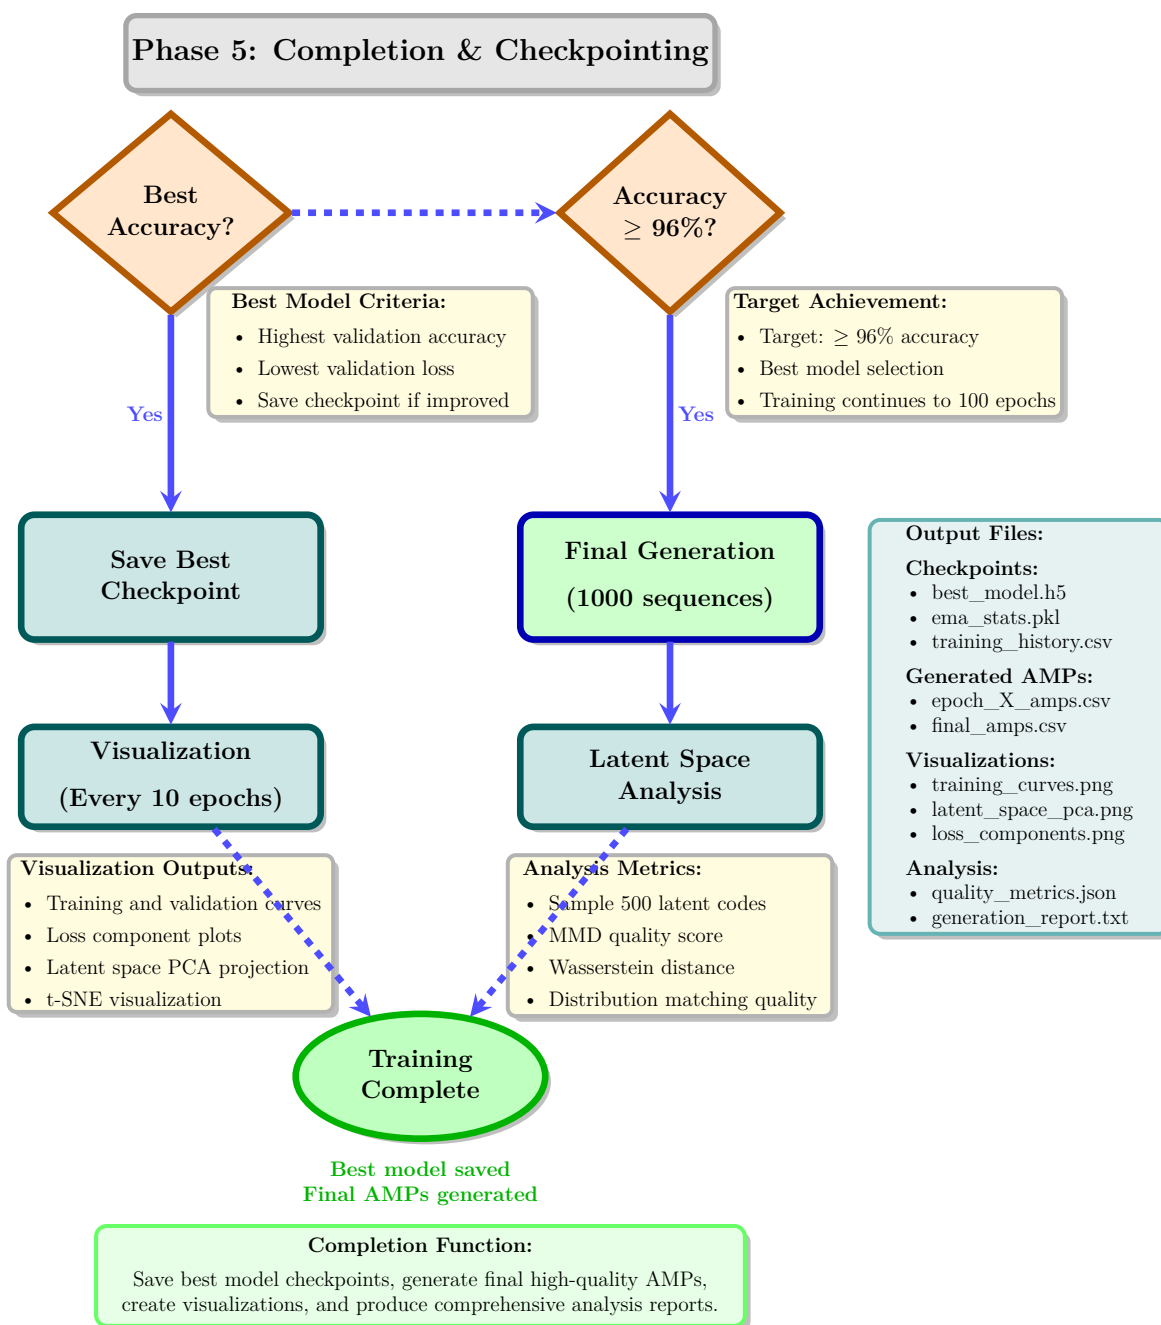 Phase 5: Completion & Checkpointing
Best
Accuracy?
Accuracy
≥ 96%?
Best Model Criteria:
• Highest validation accuracy
• Lowest validation loss
• Save checkpoint if improved
Target Achievement:
• Target: ≥ 96% accuracy
• Best model selection
• Training continues to 100 epochs
Yes
Yes
Save Best
Checkpoint
Final Generation
(1000 sequences)
Output Files:
Checkpoints:
• best_model.h5
• ema_stats.pkl
• training_history.csv
Generated AMPs:
• epoch_X_amps.csv
• final_amps.csv
Visualizations:
• training_curves.png
• latent_space_pca.png
• loss_components.png
Analysis:
• quality_metrics.json
• generation_report.txt
Visualization
(Every 10 epochs)
Latent Space
Analysis
Visualization Outputs:
• Training and validation curves
• Loss component plots
• Latent space PCA projection
• t-SNE visualization
Analysis Metrics:
• Sample 500 latent codes
• MMD quality score
• Wasserstein distance
• Distribution matching quality
Training
Complete
Best model saved
Final AMPs generated
Completion Function:
Save best model checkpoints, generate final high-quality AMPs,
create visualizations, and produce comprehensive analysis reports.